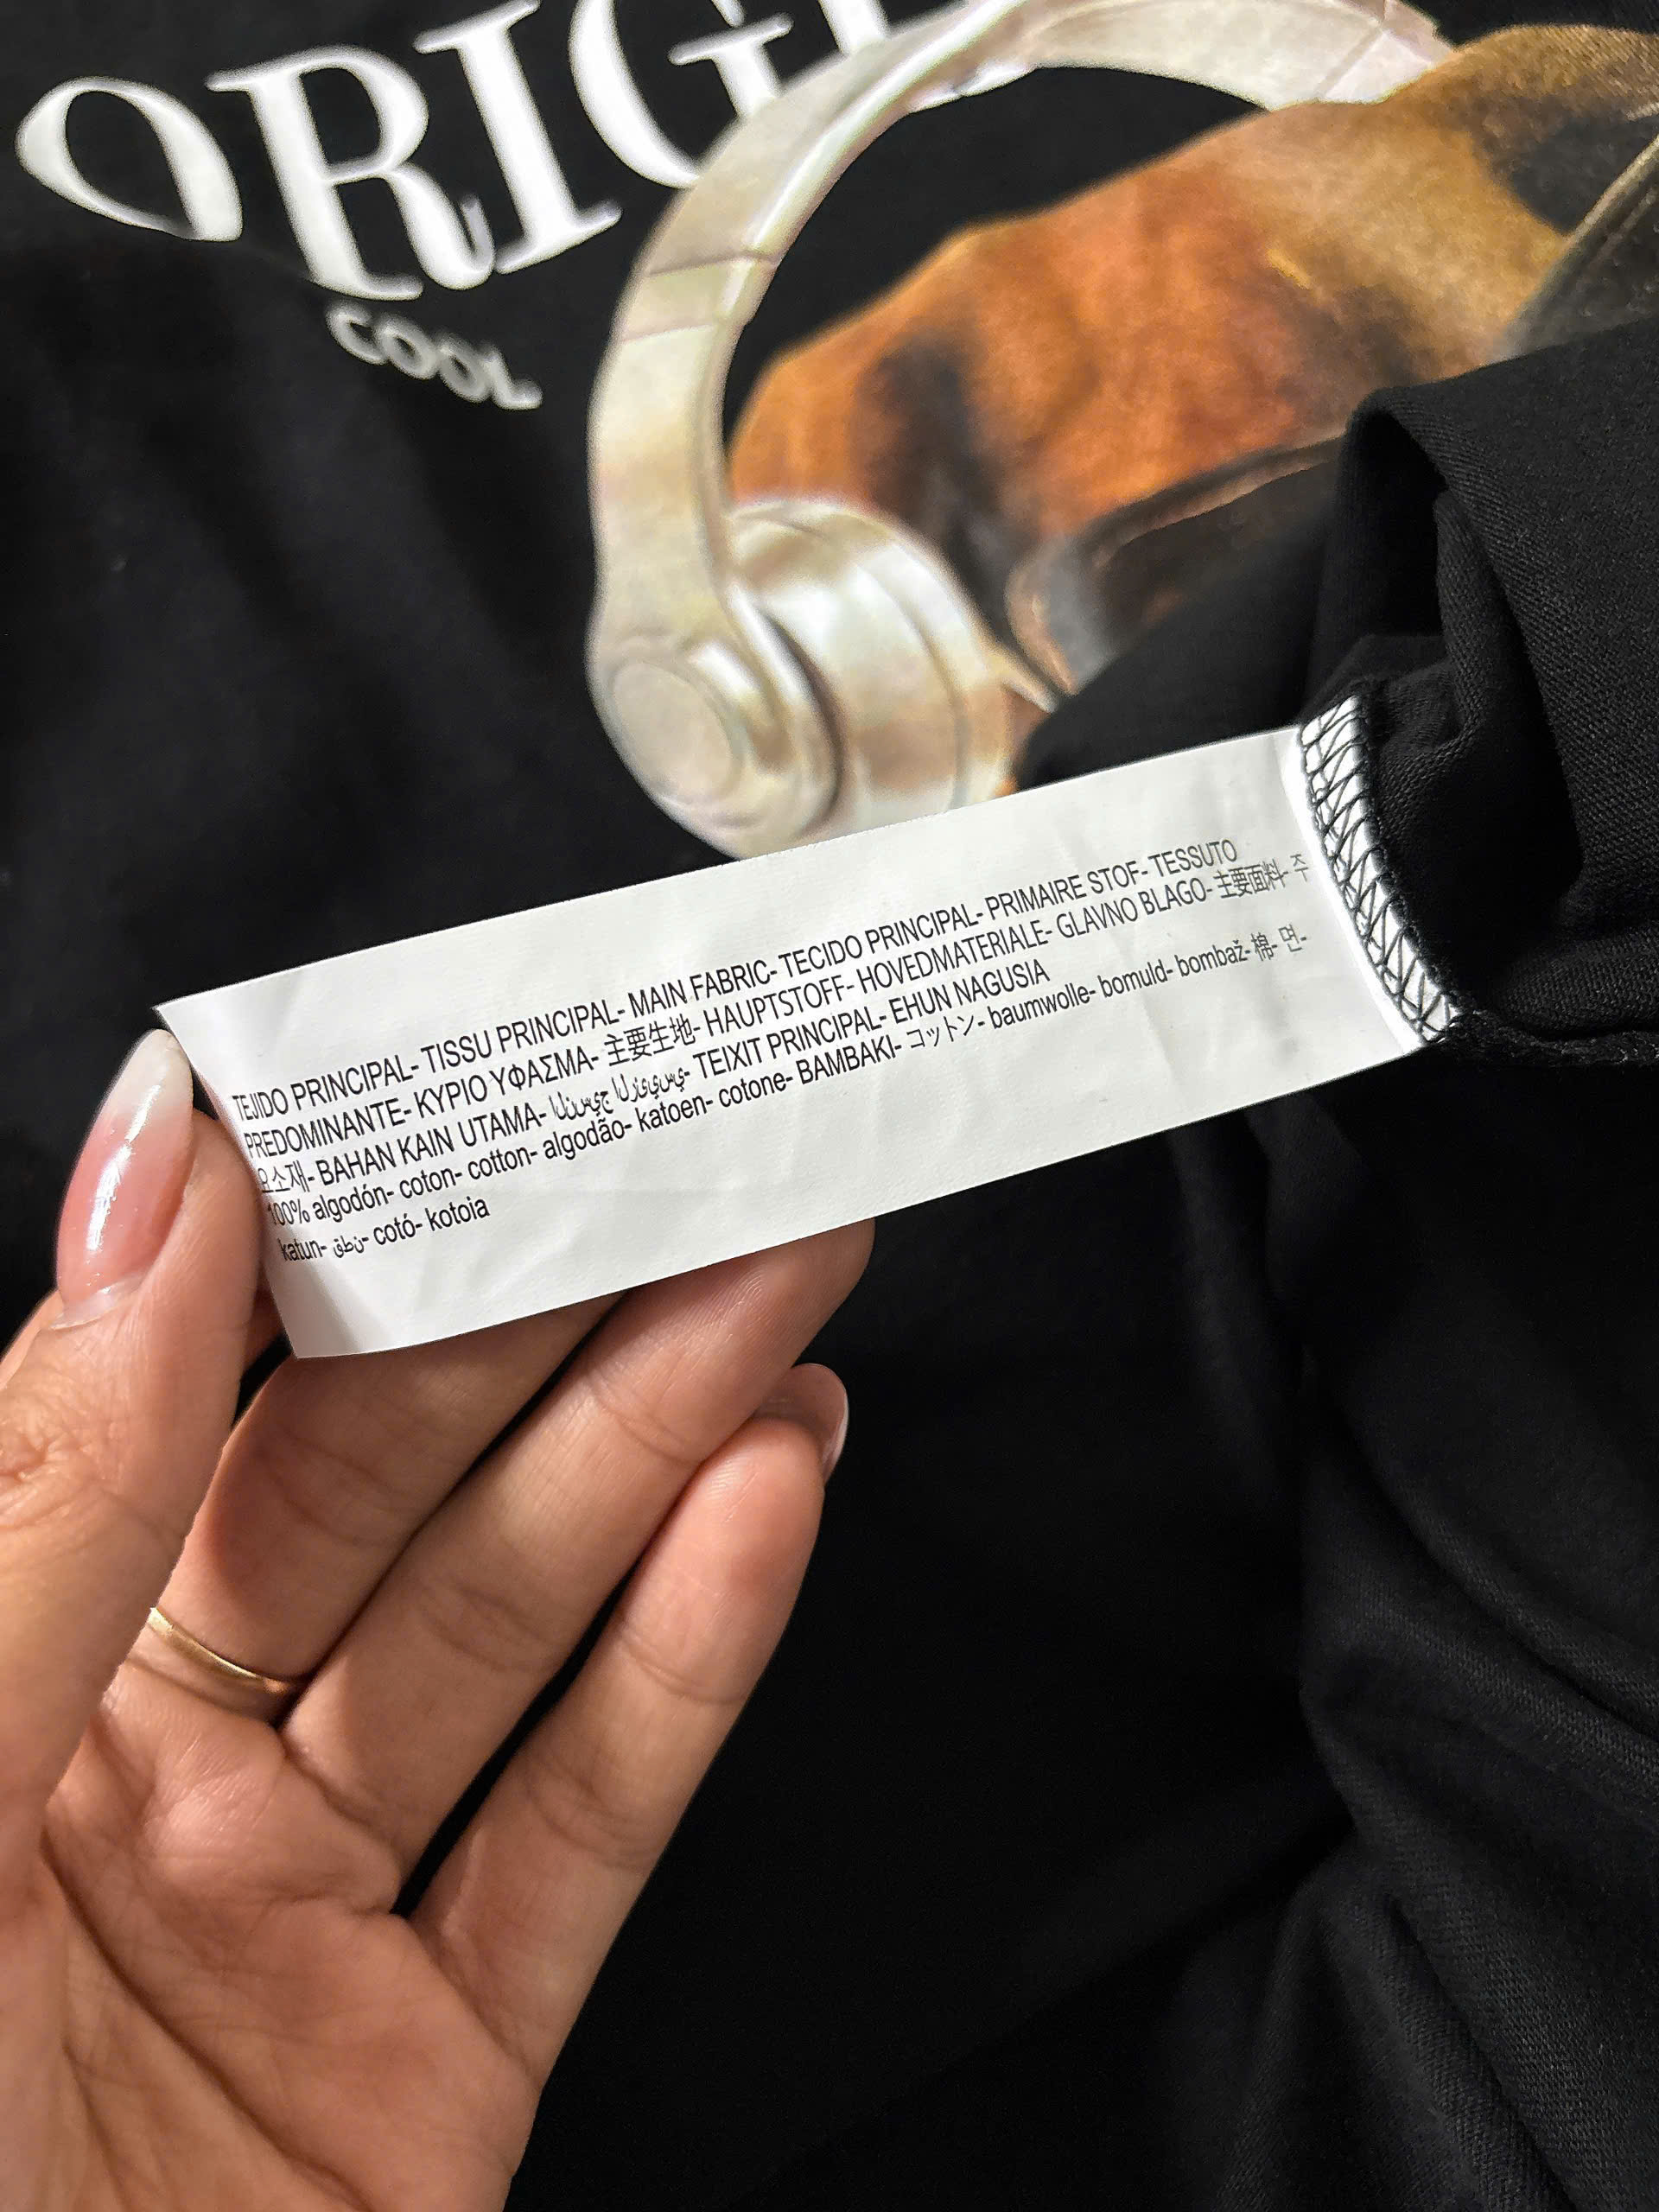 ORIGI
COOL
TEJIDO PRINCIPAL- TISSU PRINCIPAL- MAIN FABRIC- TECIDO PRINCIPAL- PRIMAIRE STOF- TESSUTO
PREDOMINANTE- ΚΥΡΙΟ ΥΦΑΣΜΑ- 主要生地- HAUPTSTOFF- HOVEDMATERIALE- GLAVNO BLAGO- 主要面料- 주
요소재- BAHAN KAIN UTAMA- النسيج الرئيسي- TEIXIT PRINCIPAL- EHUN NAGUSIA
100% algodón- coton- cotton- algodão- katoen- cotone- BAMBAKI- コットン- baumwolle- bomuld- bombaž- 棉- 면-
katun- قطن- cotó- kotoia